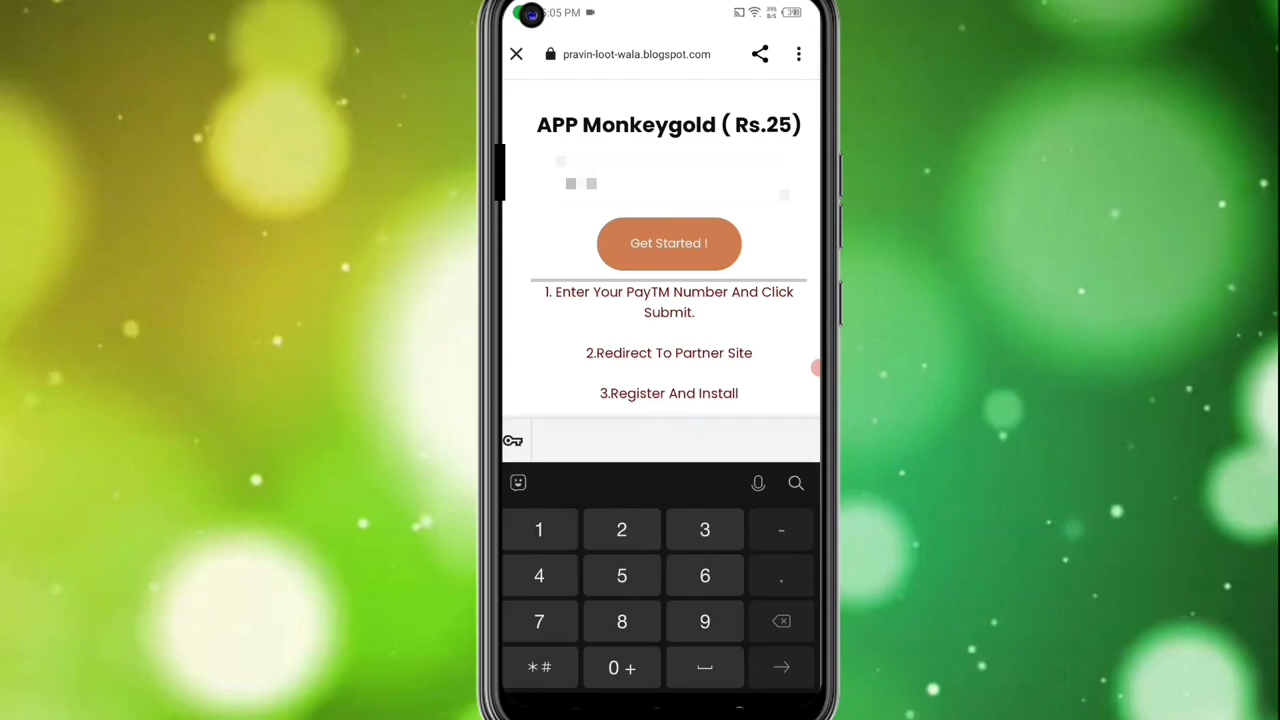 5:05 PM
pravin-loot-wala.blogspot.com
APP Monkeygold ( Rs.25)
Get Started !
1. Enter Your PayTM Number And Click
Submit.
2.Redirect To Partner Site
3.Register And Install
1 2 3 -
4 5 6 .
7 8 9
*# 0 +